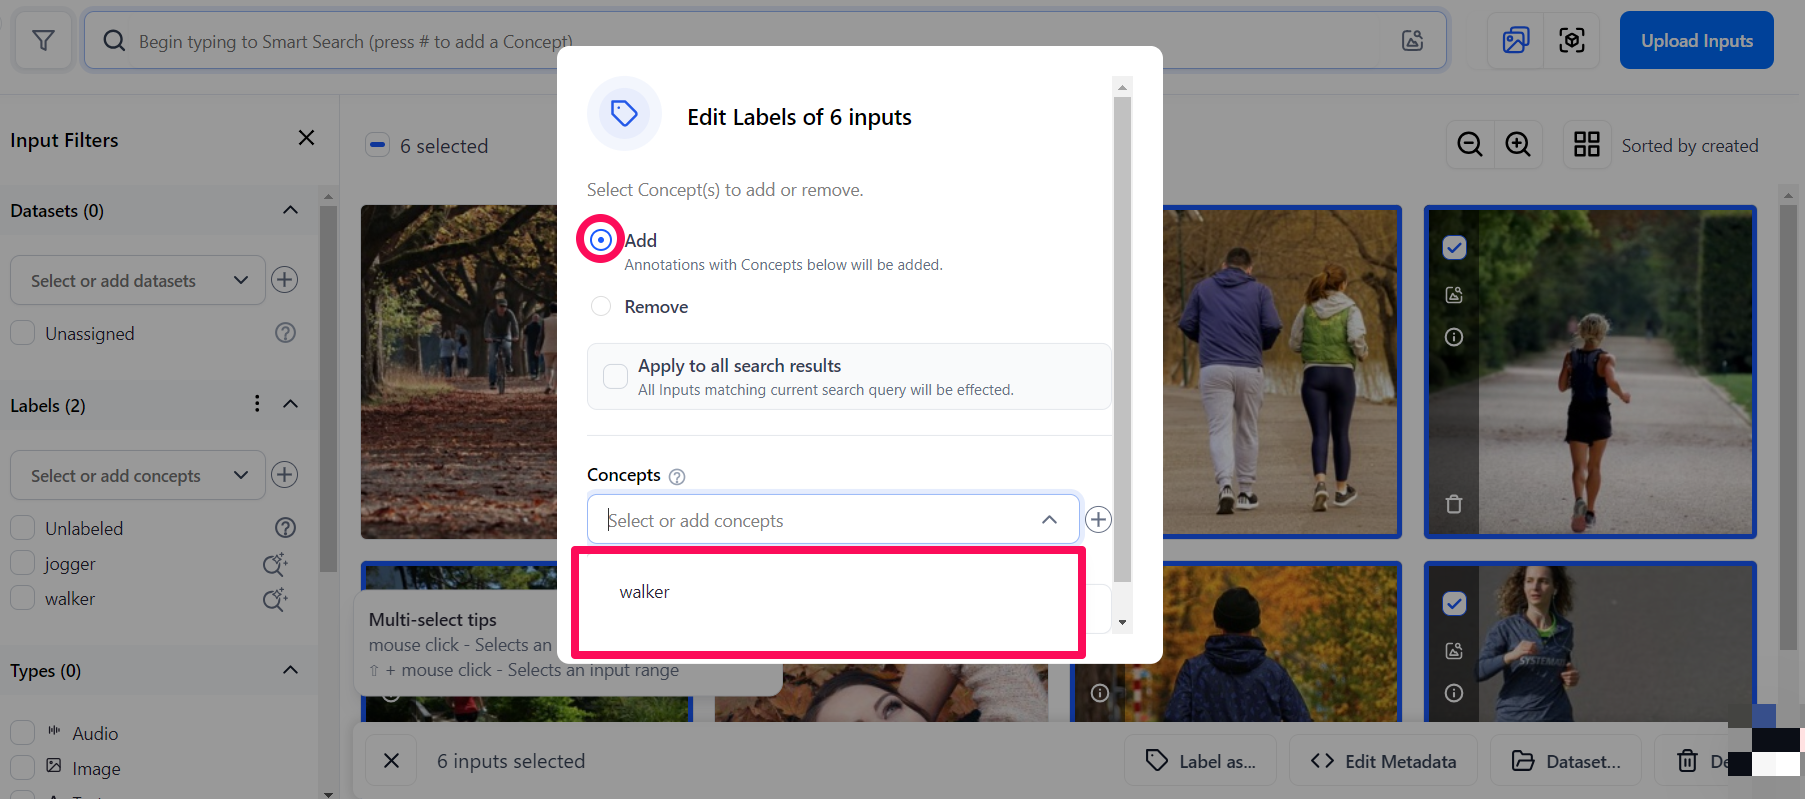 Begin typing to Smart Search (press # to add a Concept)
Upload Inputs
Input Filters
6 selected
Sorted by created
Datasets (0)
Select or add datasets
Unassigned
Labels (2)
Select or add concepts
Unlabeled
jogger
walker
Types (0)
Audio
Image
Edit Labels of 6 inputs
Select Concept(s) to add or remove.
Add
Annotations with Concepts below will be added.
Remove
Apply to all search results
All Inputs matching current search query will be effected.
Concepts
Select or add concepts
walker
Multi-select tips
mouse click - Selects an
⇧ + mouse click - Selects an input range
6 inputs selected
Label as...
Edit Metadata
Dataset...